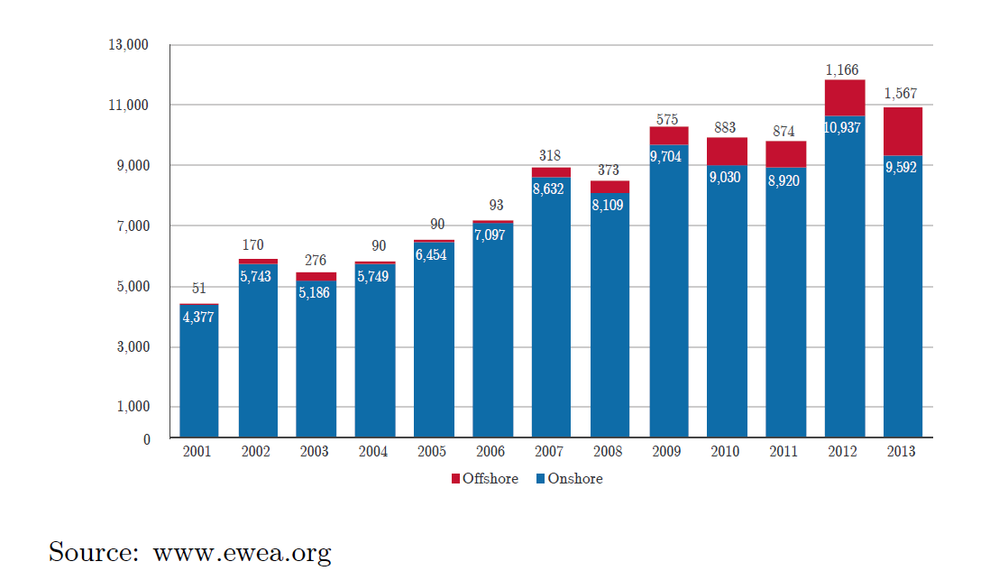 13,000
11,000
9,000
7,000
5,000
3,000
1,000
0
51 170 276 90 90 93 318 373 575 883 874 1,166 1,567
4,377 5,743 5,186 5,749 6,454 7,097 8,632 8,109 9,704 9,030 8,920 10,937 9,592
2001 2002 2003 2004 2005 2006 2007 2008 2009 2010 2011 2012 2013
Offshore Onshore
Source: www.ewea.org